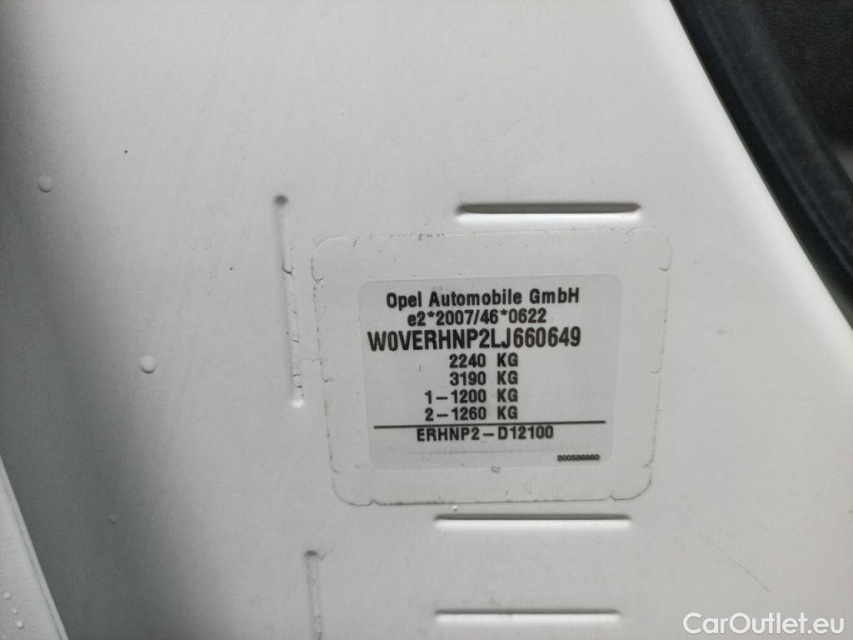 Opel Automobile GmbH
e2*2007/46*0622
W0VERHNP2LJ660649
2240 KG
3190 KG
1-1200 KG
2-1260 KG
ERHNP2-D12100
CarOutlet.eu